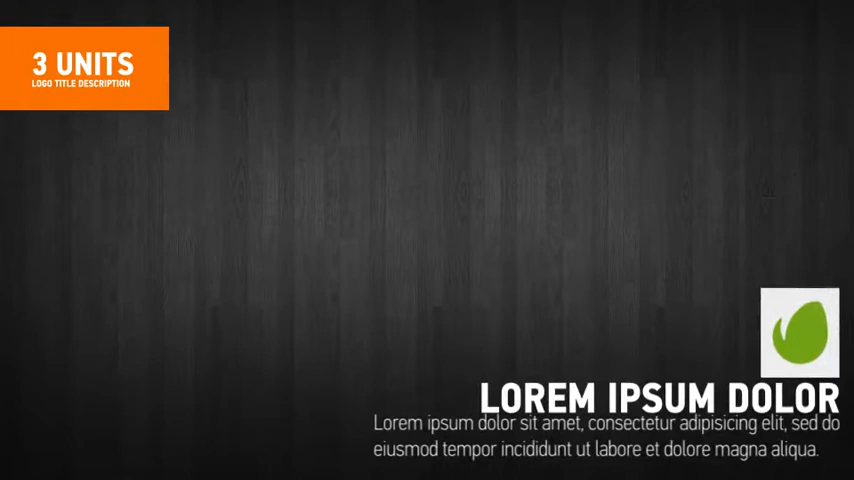 3 UNITS
LOGO TITLE DESCRIPTION
LOREM IPSUM DOLOR
Lorem ipsum dolor sit amet, consectetur adipisicing elit, sed do
eiusmod tempor incididunt ut labore et dolore magna aliqua.